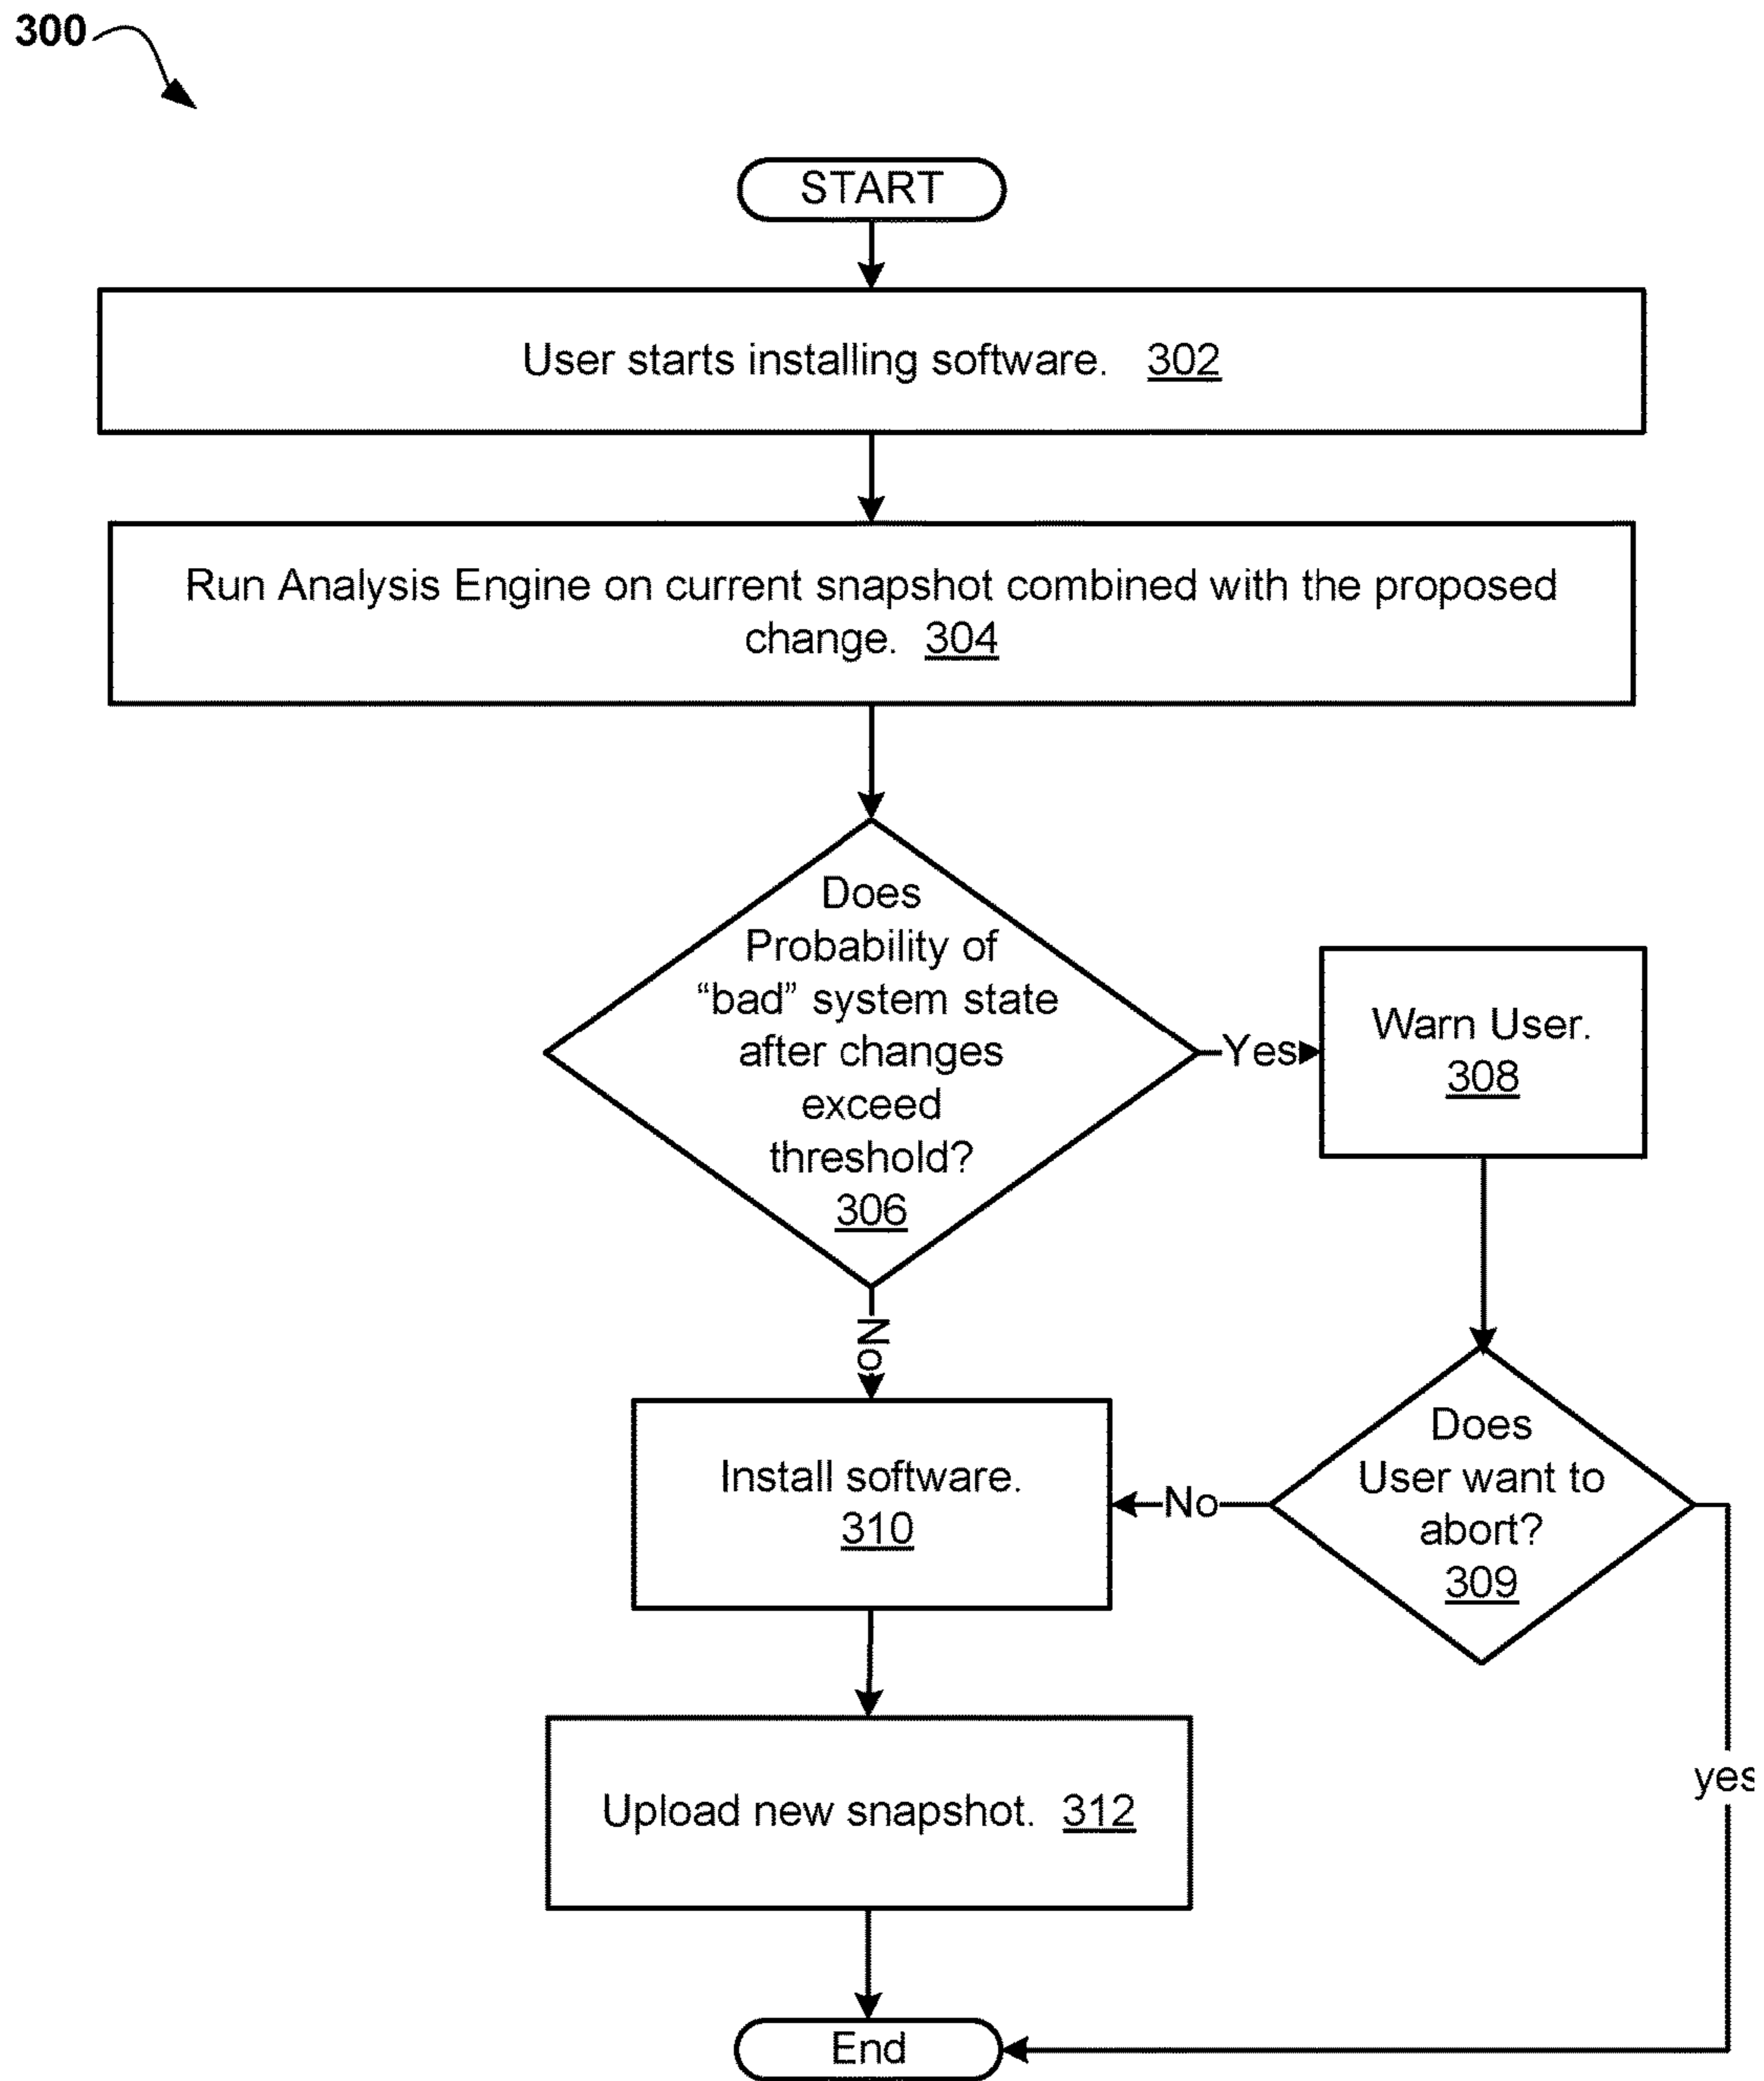 300
START
User starts installing software. 302
Run Analysis Engine on current snapshot combined with the proposed
change. 304
Does
Probability of
“bad” system state
after changes
exceed
threshold?
306
Yes
Warn User.
308
No
Install software.
310
No
Does
User want to
abort?
309
yes
Upload new snapshot. 312
End